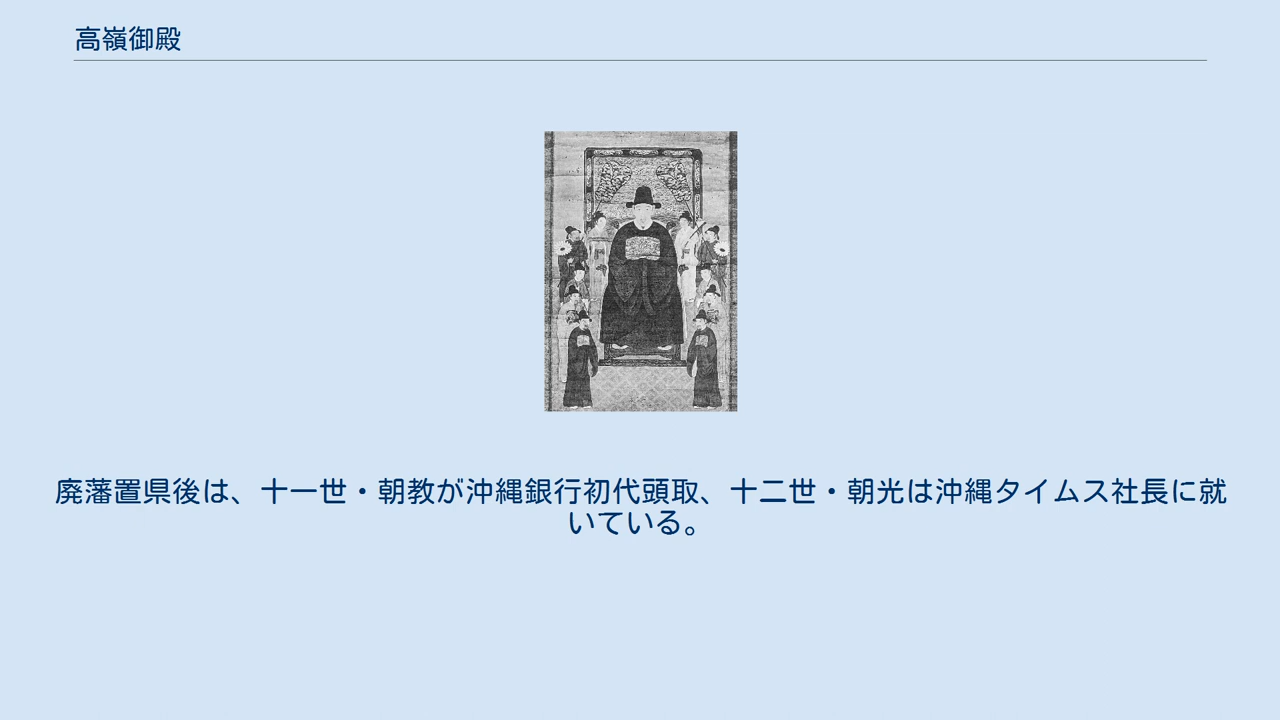 高嶺御殿
廃藩置県後は、十一世・朝教が沖縄銀行初代頭取、十二世・朝光は沖縄タイムス社長に就
いている。